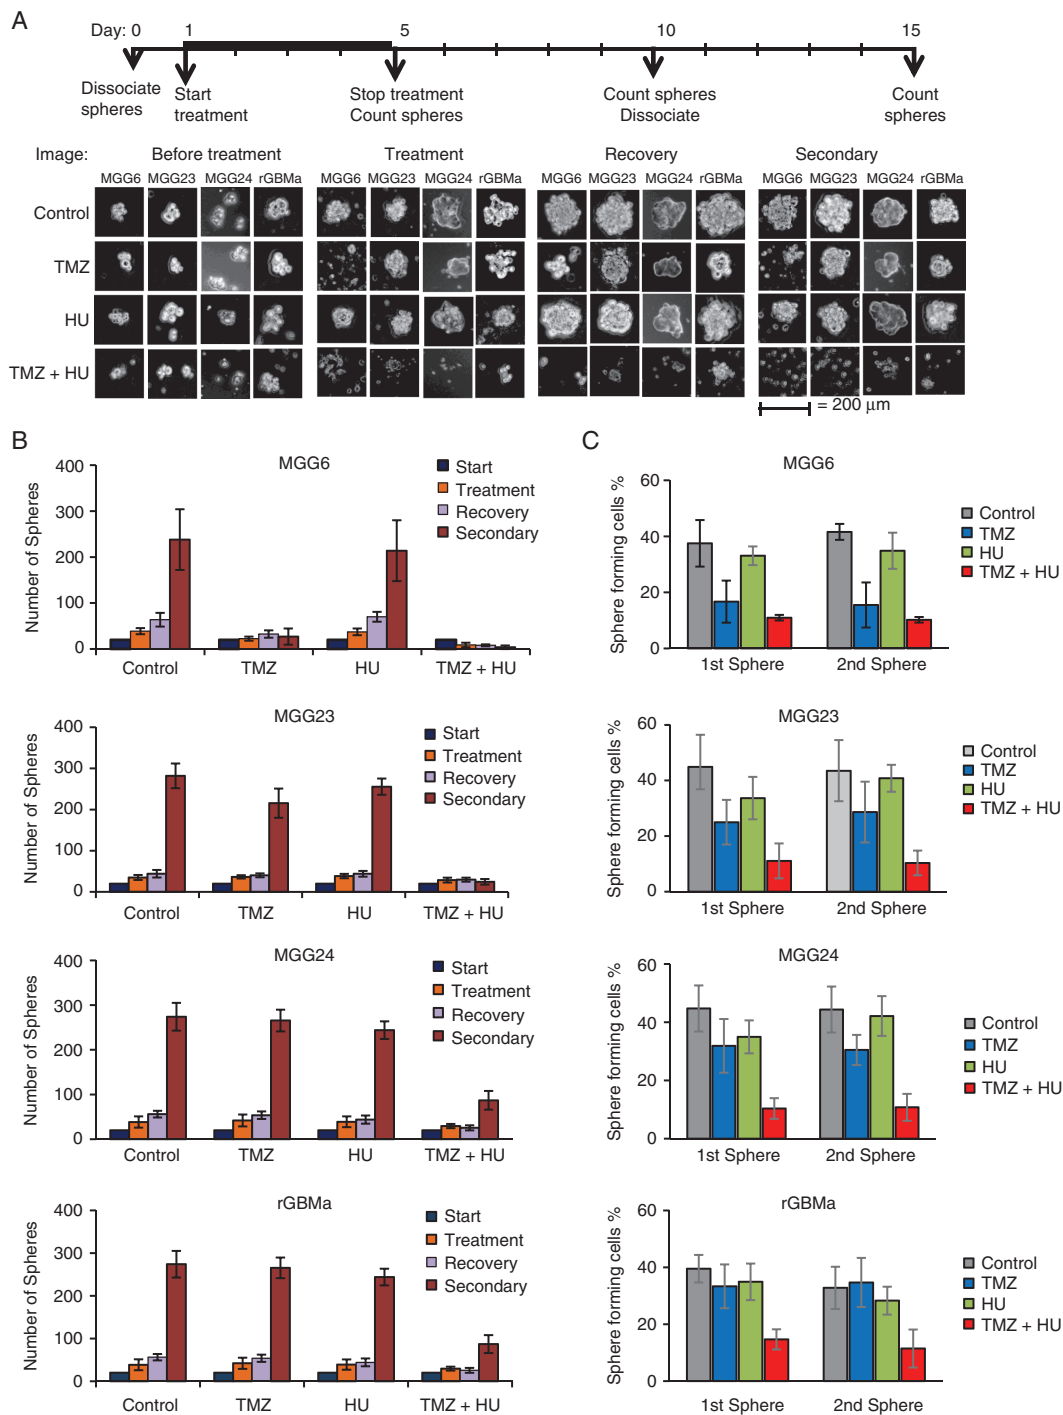 A
Day: 0 1 5 10 15
Dissociate spheres
Start treatment
Stop treatment
Count spheres
Count spheres
Dissociate
Count spheres
Image: Before treatment Treatment Recovery Secondary
MGG6 MGG23 MGG24 rGBMa MGG6 MGG23 MGG24 rGBMa MGG6 MGG23 MGG24 rGBMa MGG6 MGG23 MGG24 rGBMa
Control
TMZ
HU
TMZ + HU
= 200 μm
B
MGG6
Number of Spheres
400
300
200
100
0
Start
Treatment
Recovery
Secondary
Control TMZ HU TMZ + HU
MGG23
Number of Spheres
400
300
200
100
0
Start
Treatment
Recovery
Secondary
Control TMZ HU TMZ + HU
MGG24
Number of Spheres
400
300
200
100
0
Start
Treatment
Recovery
Secondary
Control TMZ HU TMZ + HU
rGBMa
Number of Spheres
400
300
200
100
0
Start
Treatment
Recovery
Secondary
Control TMZ HU TMZ + HU
C
MGG6
Sphere forming cells %
60
40
20
0
Control
TMZ
HU
TMZ + HU
1st Sphere 2nd Sphere
MGG23
Sphere forming cells %
60
40
20
0
Control
TMZ
HU
TMZ + HU
1st Sphere 2nd Sphere
MGG24
Sphere forming cells %
60
40
20
0
Control
TMZ
HU
TMZ + HU
1st Sphere 2nd Sphere
rGBMa
Sphere forming cells %
60
40
20
0
Control
TMZ
HU
TMZ + HU
1st Sphere 2nd Sphere